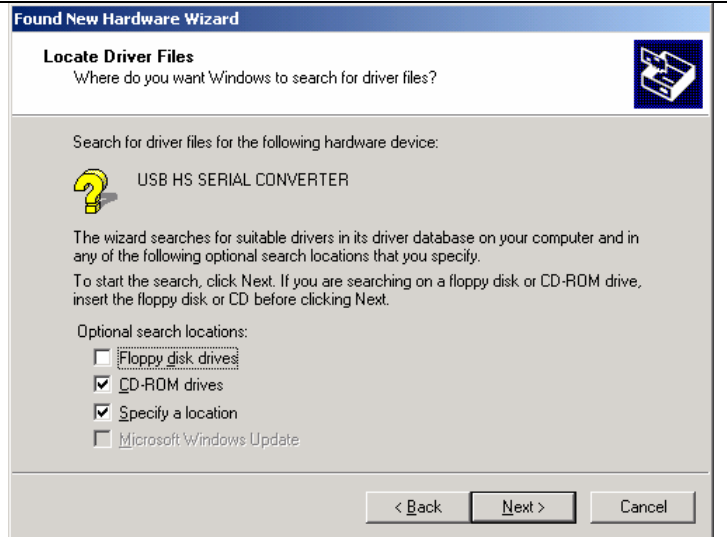 Found New Hardware Wizard
Locate Driver Files
Where do you want Windows to search for driver files?
Search for driver files for the following hardware device:
USB HS SERIAL CONVERTER
The wizard searches for suitable drivers in its driver database on your computer and in
any of the following optional search locations that you specify.
To start the search, click Next. If you are searching on a floppy disk or CD-ROM drive,
insert the floppy disk or CD before clicking Next.
Optional search locations:
Floppy disk drives
CD-ROM drives
Specify a location
Microsoft Windows Update
< Back Next > Cancel